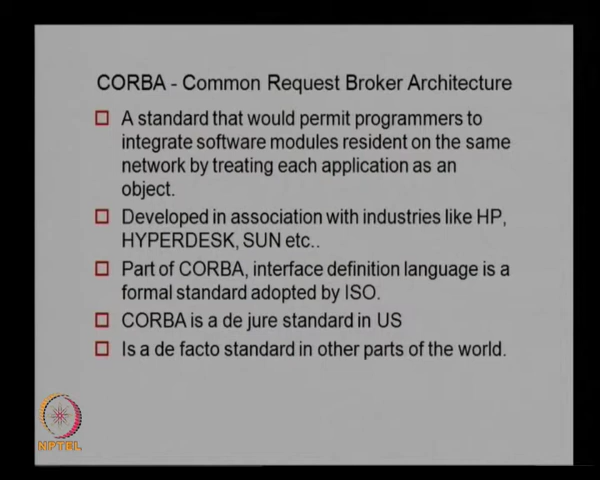 CORBA - Common Request Broker Architecture
A standard that would permit programmers to
integrate software modules resident on the same
network by treating each application as an
object.
Developed in association with industries like HP,
HYPERDESK, SUN etc..
Part of CORBA, interface definition language is a
formal standard adopted by ISO.
CORBA is a de jure standard in US
Is a de facto standard in other parts of the world.
NPTEL